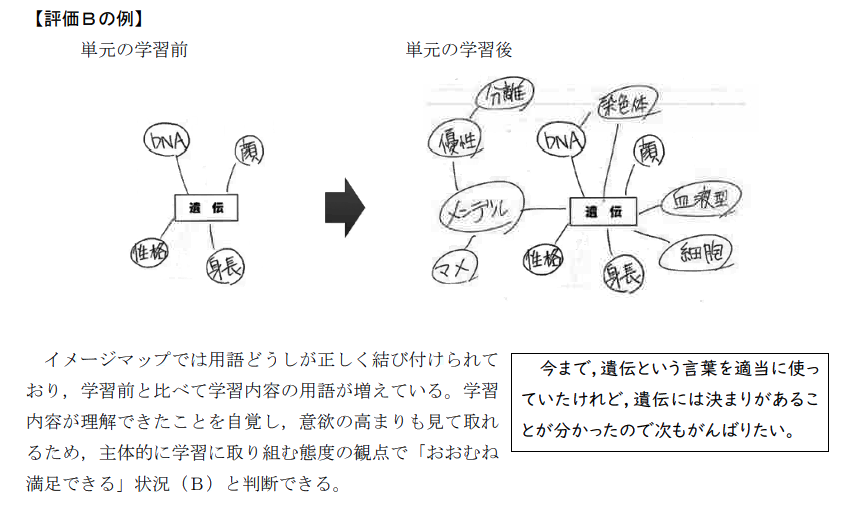 【評価Bの例】
単元の学習前
単元の学習後
DNA
顔
遺伝
性格
身長
分離
優性
メンデル
マメ
染色体
DNA
顔
遺伝
血液型
性格
身長
細胞
イメージマップでは用語どうしが正しく結び付けられて
おり，学習前と比べて学習内容の用語が増えている。学習
内容が理解できたことを自覚し，意欲の高まりも見て取れ
るため，主体的に学習に取り組む態度の観点で「おおむね
満足できる」状況（B）と判断できる。
今まで，遺伝という言葉を適当に使っ
ていたけれど，遺伝には決まりがあるこ
とが分かったので次もがんばりたい。